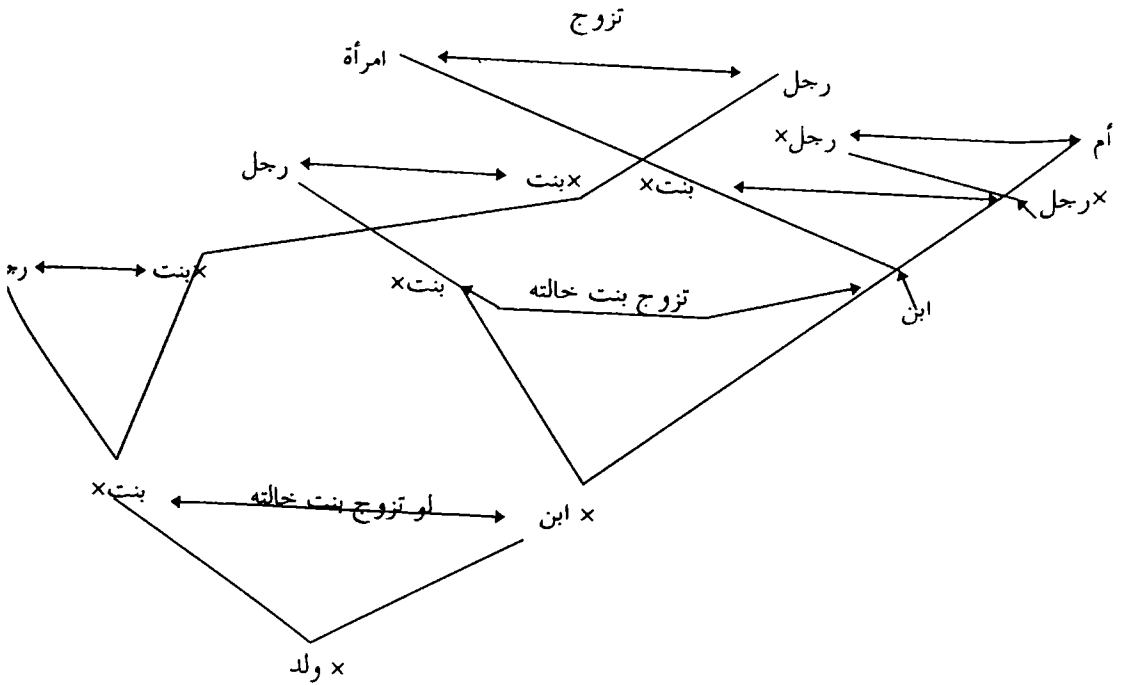 تزوج
امرأة
رجل
أم
رجل×
×رجل
رجل
×بنت
بنت×
×بنت
بنت×
تزوج بنت خالته
ابن
بنت×
لو تزوج بنت خالته
× ابن
× ولد